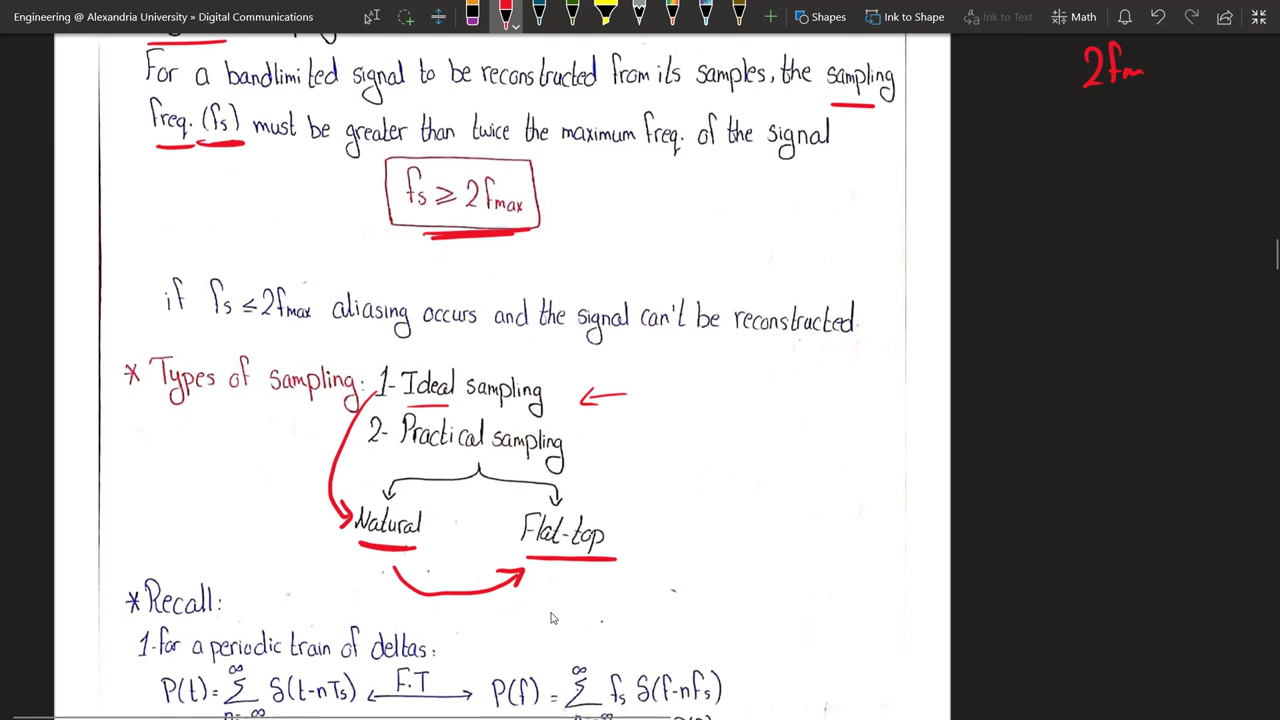 Engineering @ Alexandria University » Digital Communications
Shapes
Ink to Shape
Ink to Text
Math
2fm
For a bandlimited signal to be reconstructed from its samples, the sampling
freq. (fs) must be greater than twice the maximum freq. of the signal
fs ≥ 2fmax
if fs ≤ 2fmax aliasing occurs and the signal can't be reconstructed.
* Types of sampling: 1- Ideal sampling
2- Practical sampling
Natural Flat-top
* Recall:
1- for a periodic train of deltas:
P(t) = ∞ Σ n=-∞ δ(t-nTs) F.T P(f) = ∞ Σ n=-∞ fs δ(f-nfs)